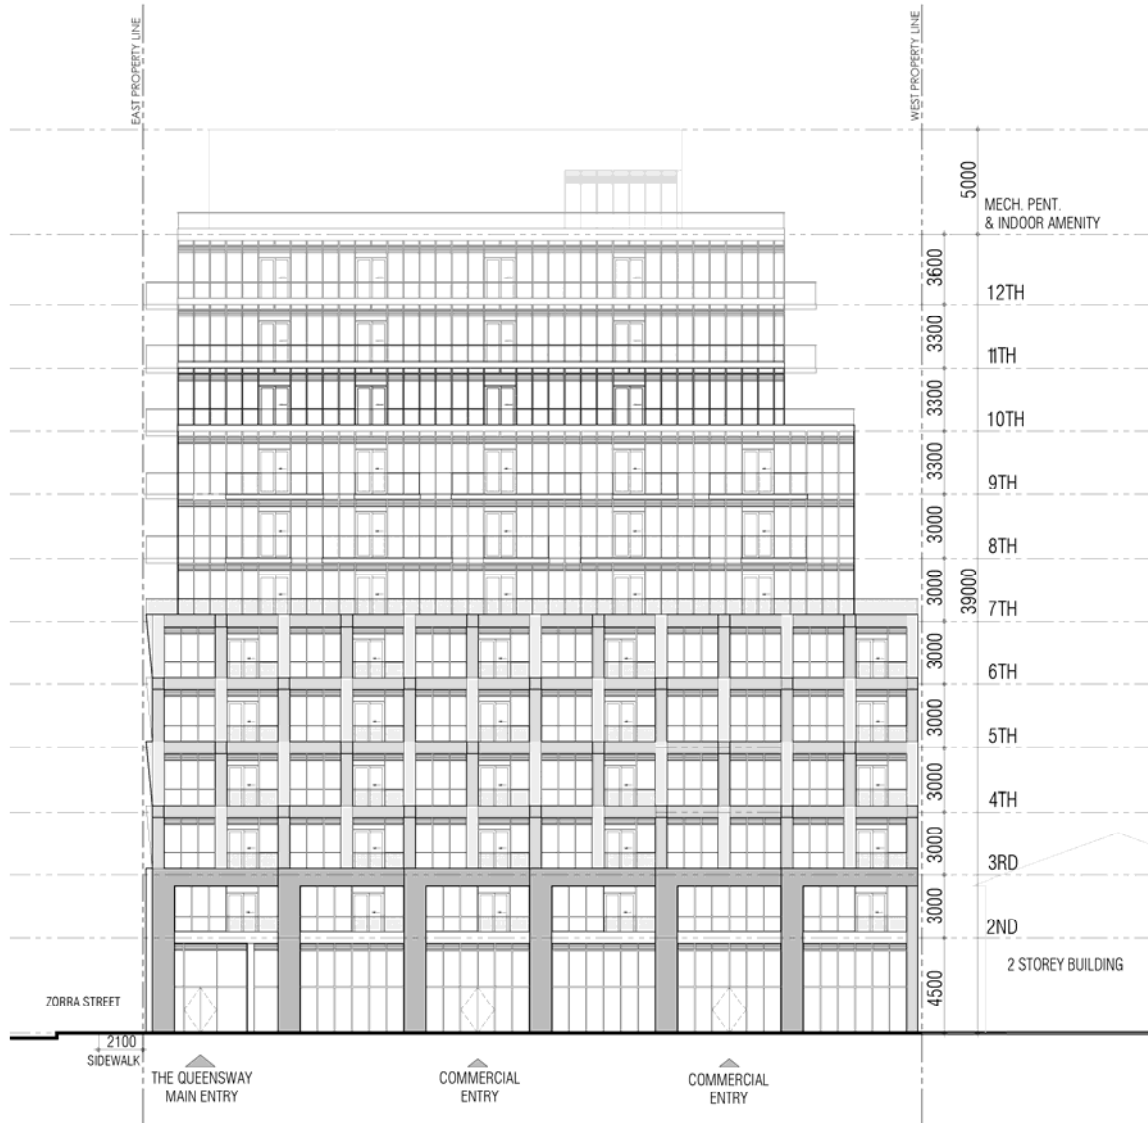 EAST PROPERTY LINE
WEST PROPERTY LINE
5000
MECH. PENT.
& INDOOR AMENITY
3600
12TH
3300
11TH
3300
10TH
3300
9TH
3000
8TH
3000
39000
7TH
3000
6TH
3000
5TH
3000
4TH
3000
3RD
3000
2ND
2 STOREY BUILDING
4500
ZORRA STREET
2100
SIDEWALK
THE QUEENSWAY
MAIN ENTRY
COMMERCIAL
ENTRY
COMMERCIAL
ENTRY